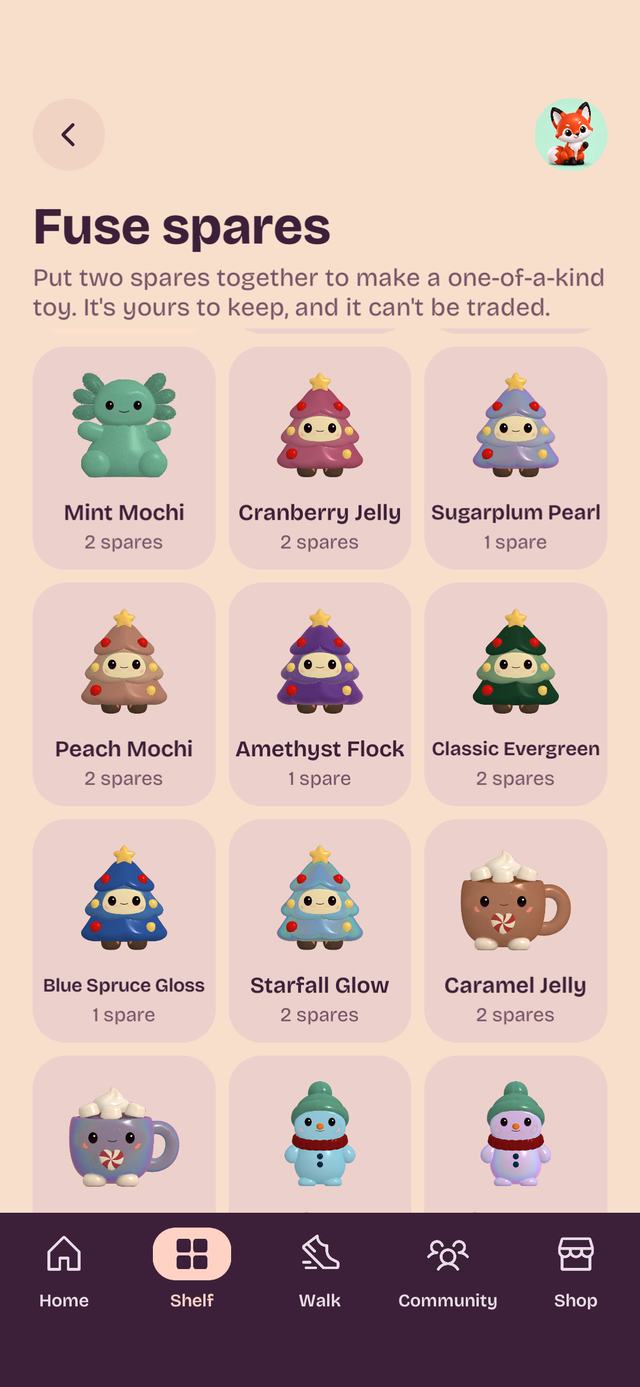 Fuse spares
Put two spares together to make a one-of-a-kind
toy. It's yours to keep, and it can't be traded.
Mint Mochi
2 spares
Cranberry Jelly
2 spares
Sugarplum Pearl
1 spare
Peach Mochi
2 spares
Amethyst Flock
1 spare
Classic Evergreen
2 spares
Blue Spruce Gloss
1 spare
Starfall Glow
2 spares
Caramel Jelly
2 spares
Home
Shelf
Walk
Community
Shop